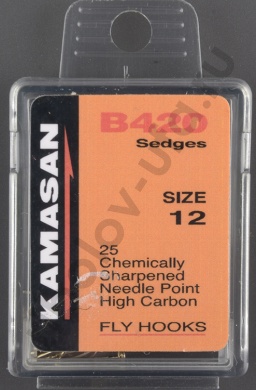 KAMASAN
B420
Sedges
SIZE
12
25
Chemically
Sharpened
Needle Point
High Carbon
FLY HOOKS